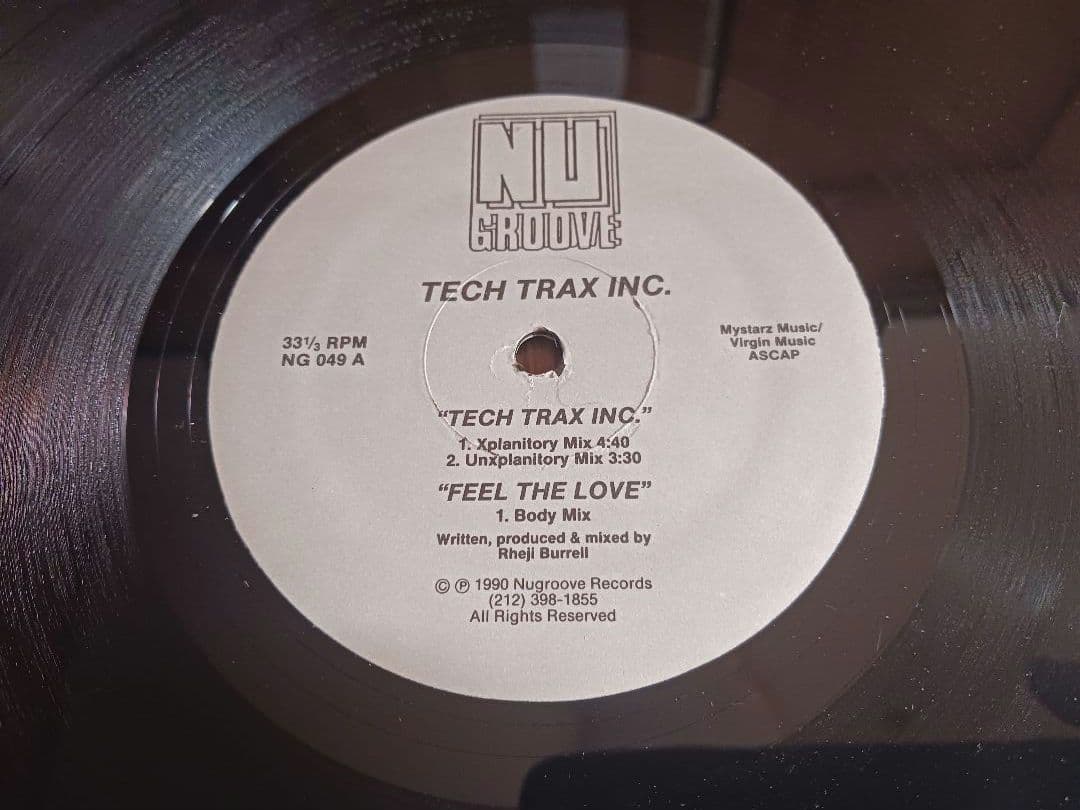 NU
GROOVE
TECH TRAX INC.
33⅓ RPM
NG 049 A
Mystarz Music/
Virgin Music
ASCAP
"TECH TRAX INC."
1. Xplanitory Mix 4:40
2. Unxplanitory Mix 3:30
"FEEL THE LOVE"
1. Body Mix
Written, produced & mixed by
Rheji Burrell
© ℗ 1990 Nugroove Records
(212) 398-1855
All Rights Reserved